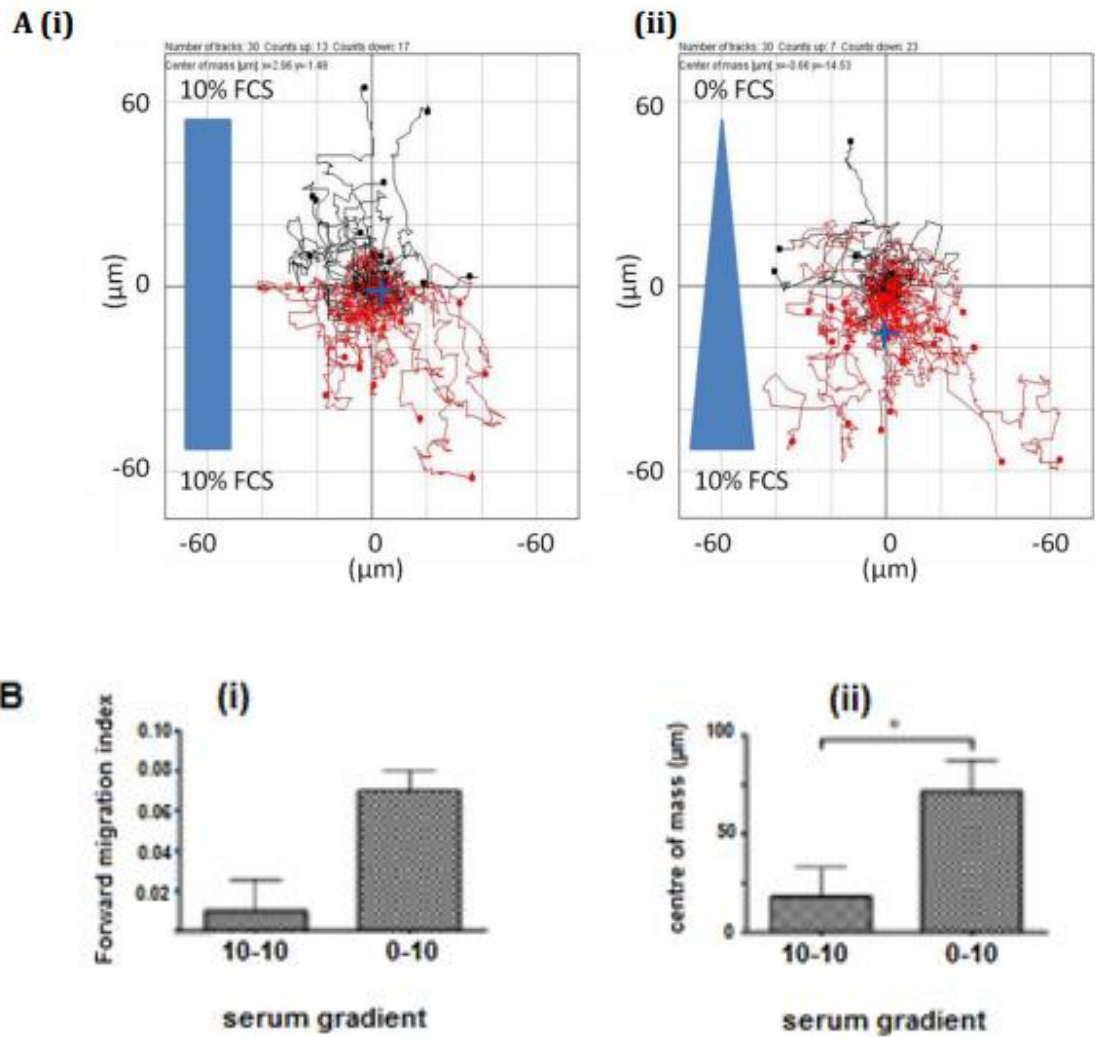 A (i)
Number of tracks: 30 Counts up: 13 Counts down: 17
Center of mass [µm]: x=2.96 y=-1.48
10% FCS
60
0
-60
(µm)
10% FCS
-60 0 -60
(µm)
(ii)
Number of tracks: 30 Counts up: 7 Counts down: 23
Center of mass [µm]: x=-0.66 y=-14.53
0% FCS
60
0
-60
(µm)
10% FCS
-60 0 -60
(µm)
B (i)
Forward migration index
0.10
0.08
0.06
0.04
0.02
10-10 0-10
serum gradient
(ii)
centre of mass (µm)
100
50
0
*
10-10 0-10
serum gradient